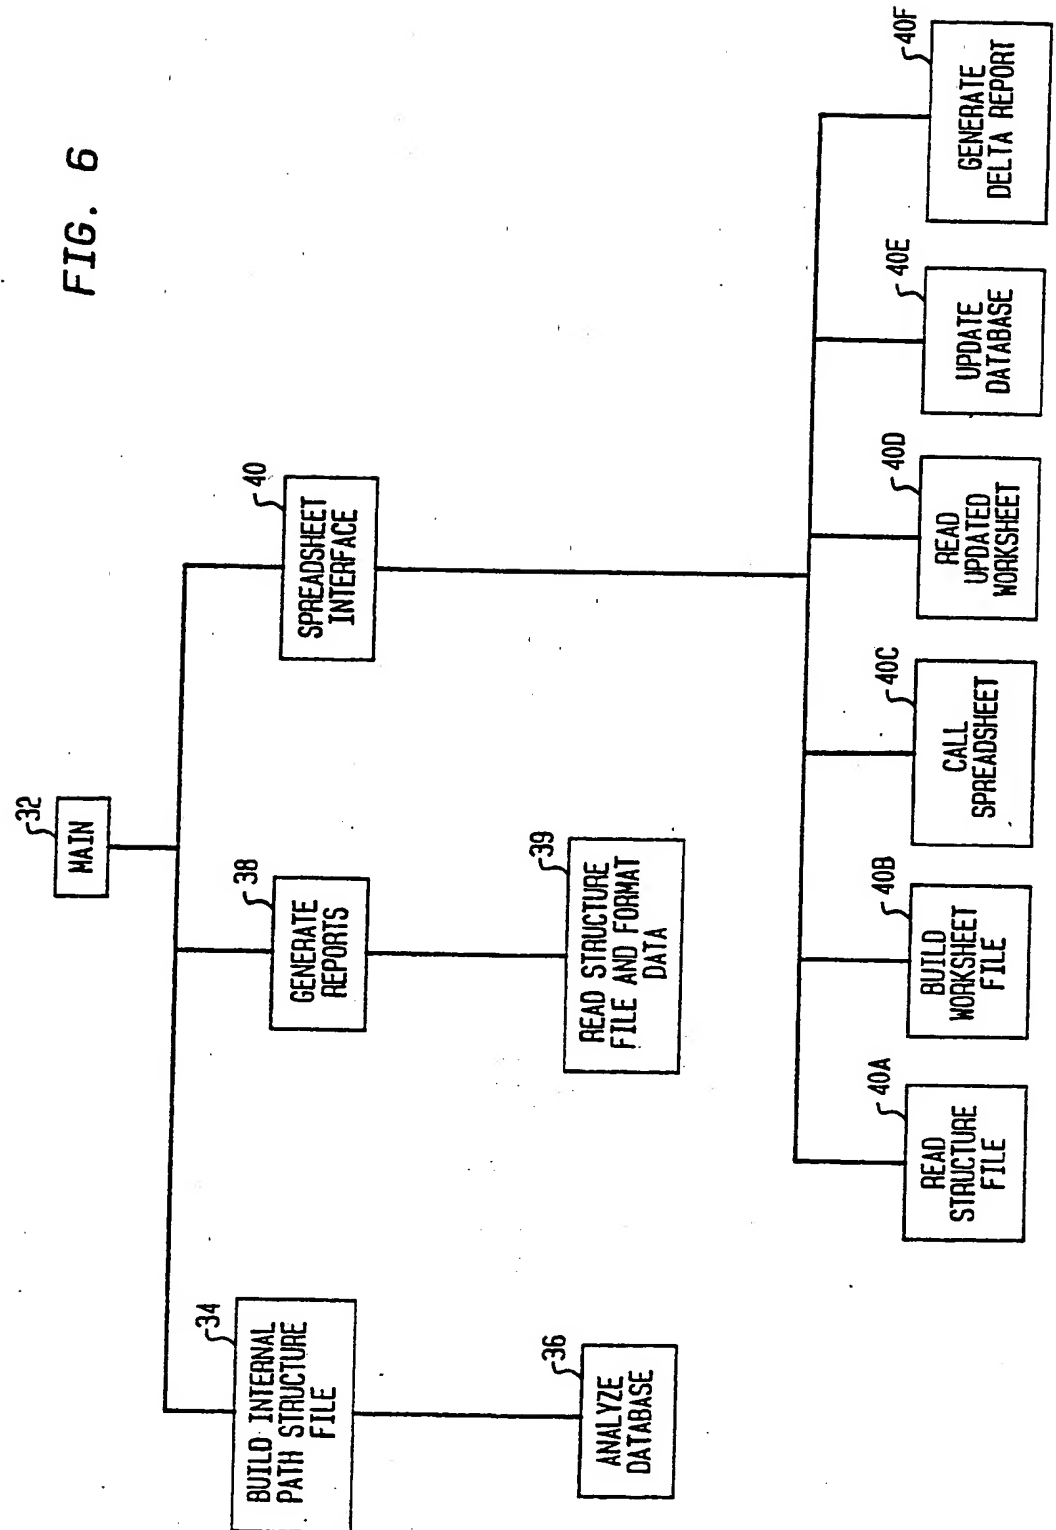 FIG. 6
32
MAIN
34
BUILD INTERNAL
PATH STRUCTURE
FILE
38
GENERATE
REPORTS
40
SPREADSHEET
INTERFACE
36
ANALYZE
DATABASE
39
READ STRUCTURE
FILE AND FORMAT
DATA
40A
READ
STRUCTURE
FILE
40B
BUILD
WORKSHEET
FILE
40C
CALL
SPREADSHEET
40D
READ
UPDATED
WORKSHEET
40E
UPDATE
DATABASE
40F
GENERATE
DELTA REPORT